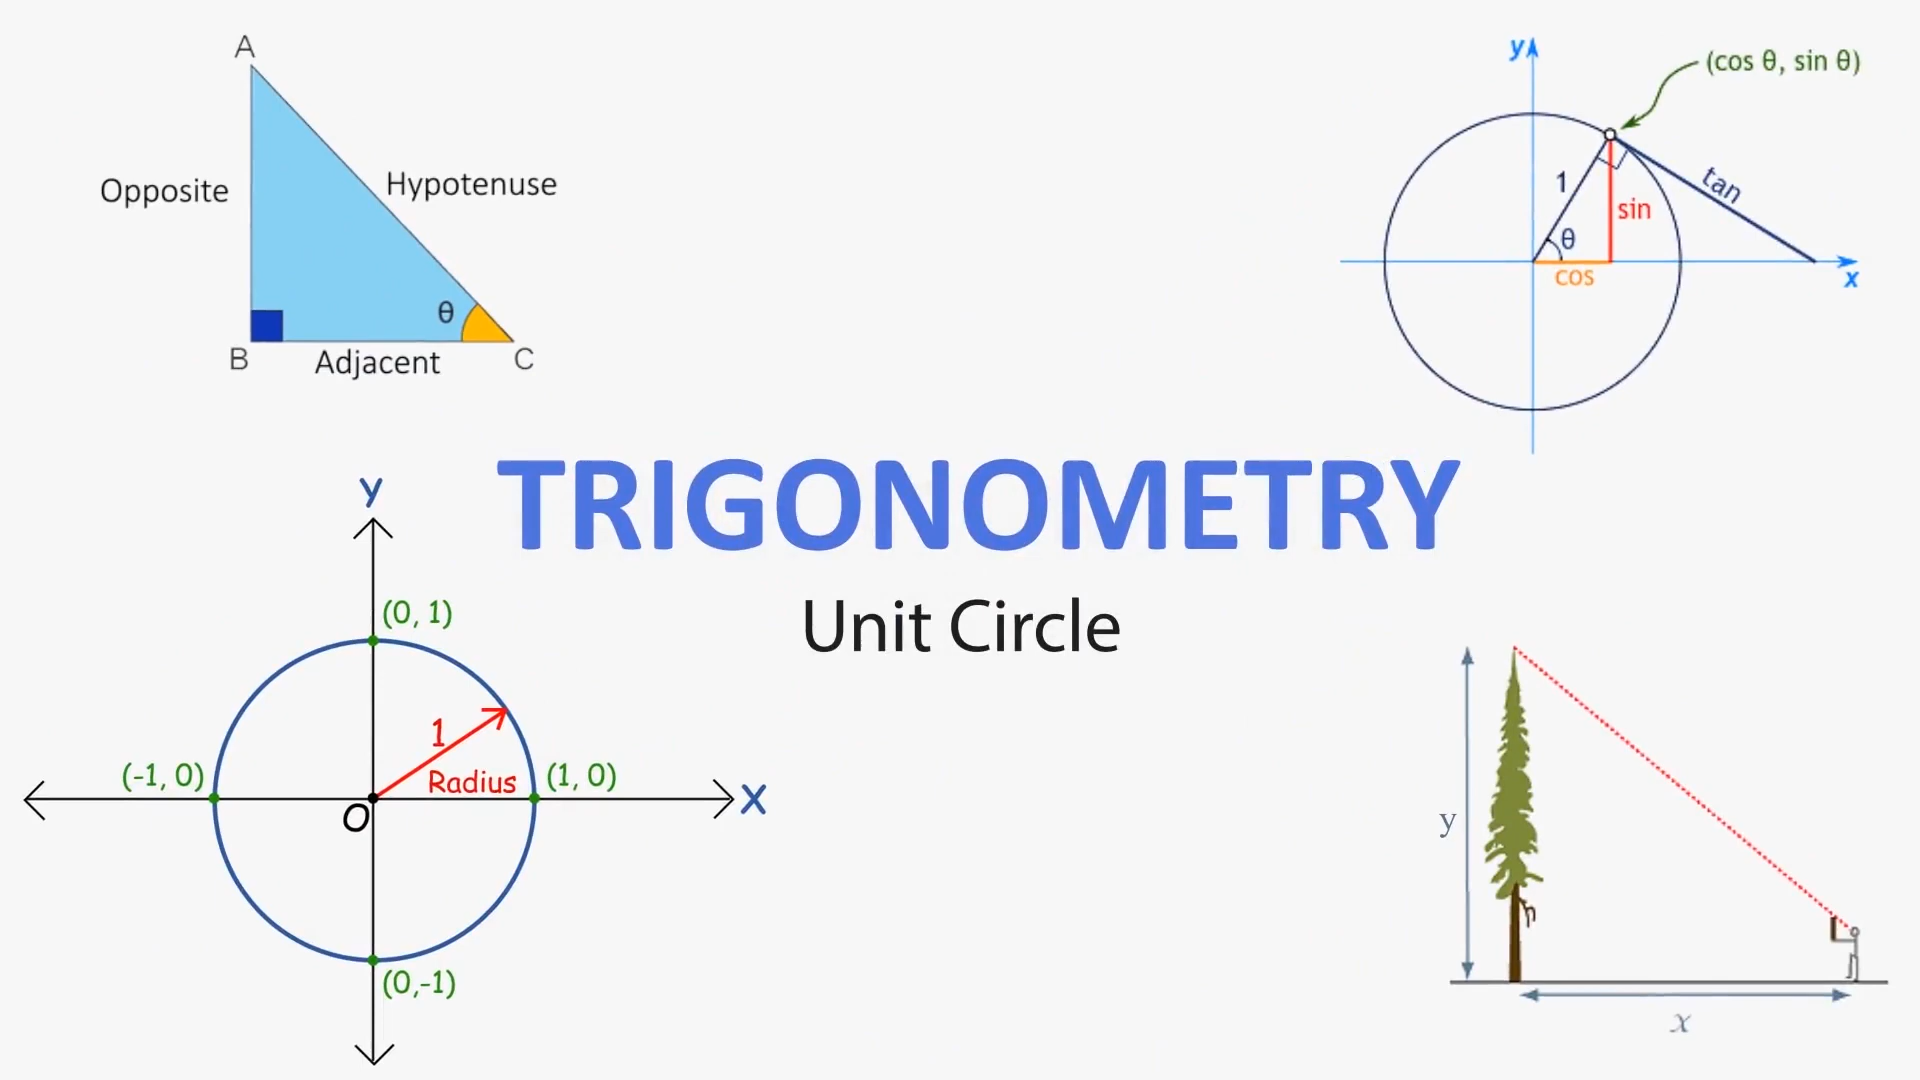 A
Opposite
Hypotenuse
θ
B
Adjacent
C
y
(cos θ, sin θ)
1
tan
sin
θ
cos
x
TRIGONOMETRY
Unit Circle
y
(0, 1)
1
(-1, 0)
Radius
(1, 0)
X
O
(0,-1)
y
h
x